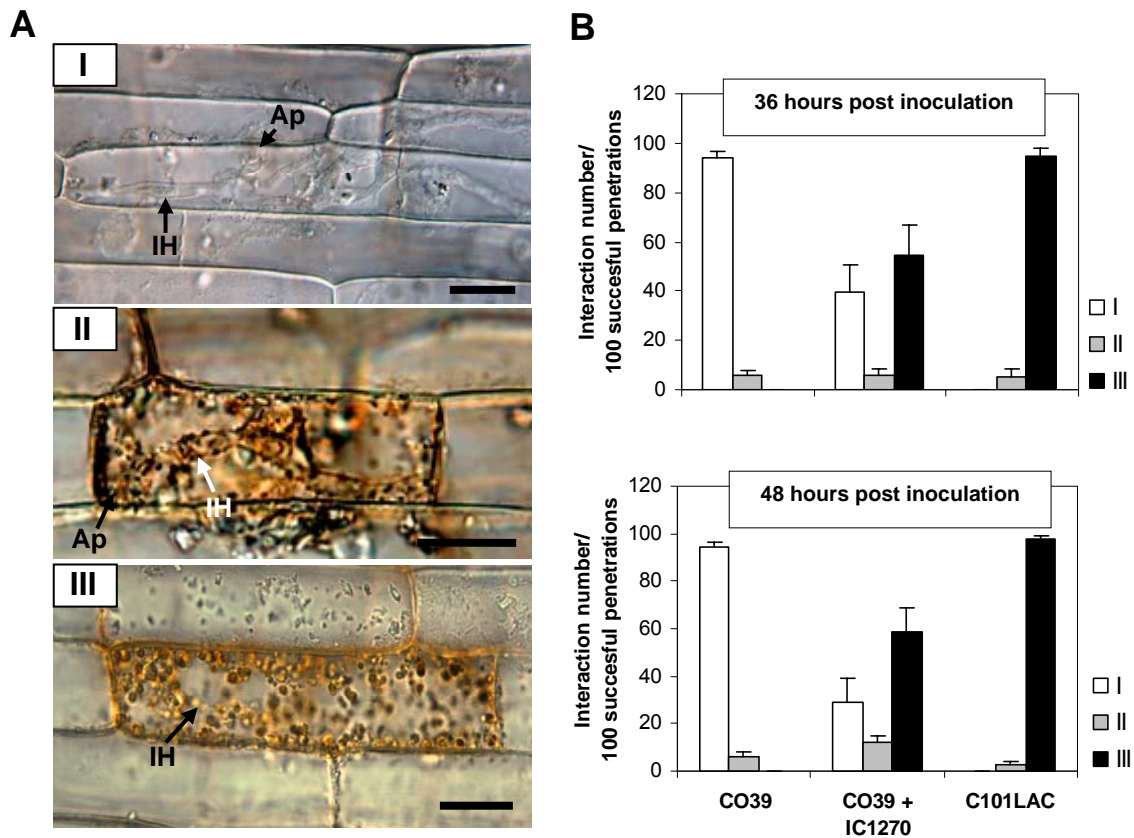 A
I
Ap
IH
II
IH
Ap
III
IH
B
36 hours post inoculation
Interaction number/
100 succesful penetrations
120
100
80
60
40
20
0
I
II
III
48 hours post inoculation
Interaction number/
100 succesful penetrations
120
100
80
60
40
20
0
I
II
III
CO39
CO39 +
IC1270
C101LAC